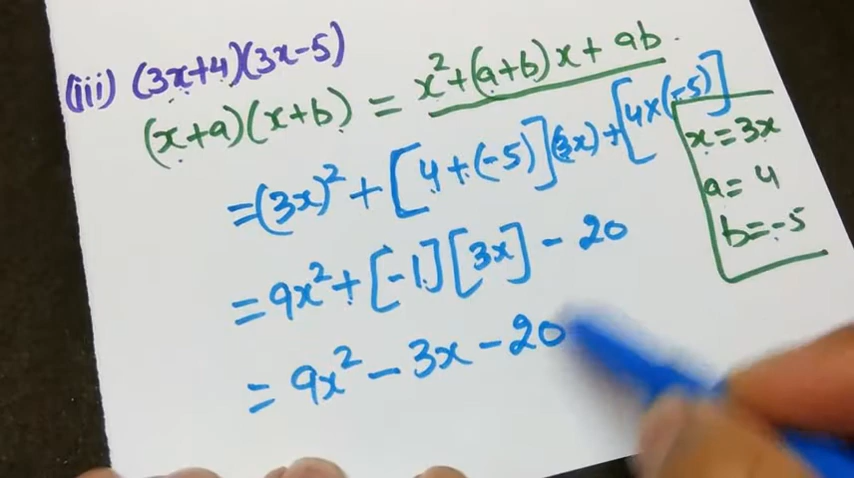 (iii) (3x+4)(3x-5)
(x+a)(x+b) = x²+(a+b)x+ab.
=(3x)²+[4+(-5)](3x)+[4x(-5)]
x=3x
a=4
b=-5
=9x²+[-1][3x]-20
=9x²-3x-20